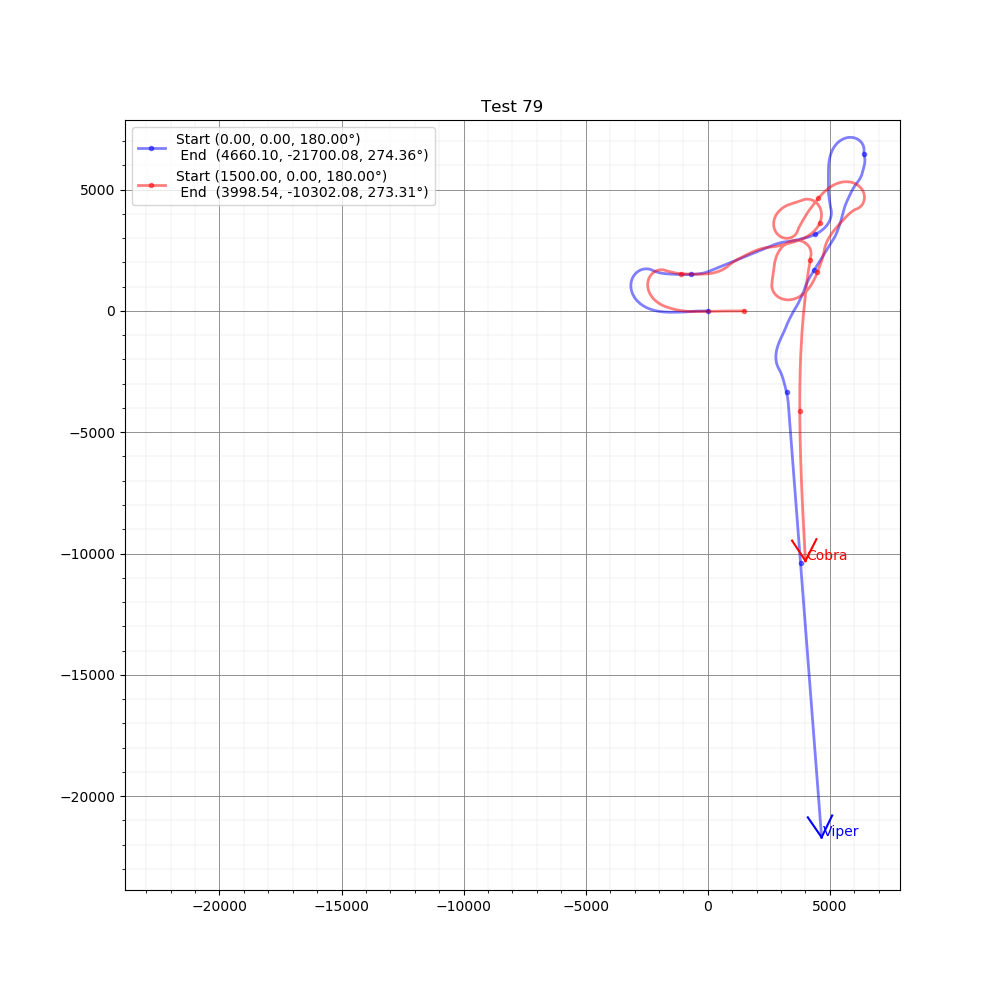 Test 79
Start (0.00, 0.00, 180.00°)
End (4660.10, -21700.08, 274.36°)
Start (1500.00, 0.00, 180.00°)
End (3998.54, -10302.08, 273.31°)
5000
0
−5000
−10000
−15000
−20000
Cobra
Viper
−20000 −15000 −10000 −5000 0 5000